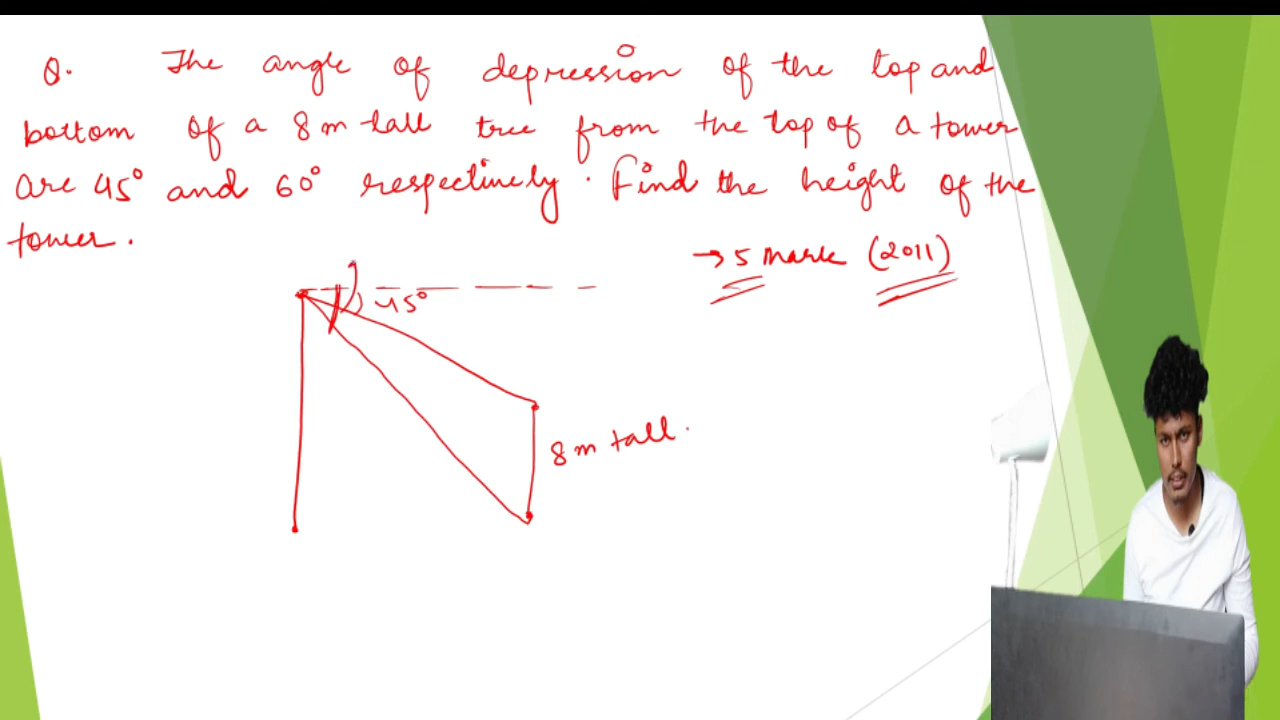 Q. The angle of depression of the top and
bottom of a 8m tall tree from the top of a tower
are 45° and 60° respectively. Find the height of the
tower.
→ 5 mark (2011)
45°
8m tall.